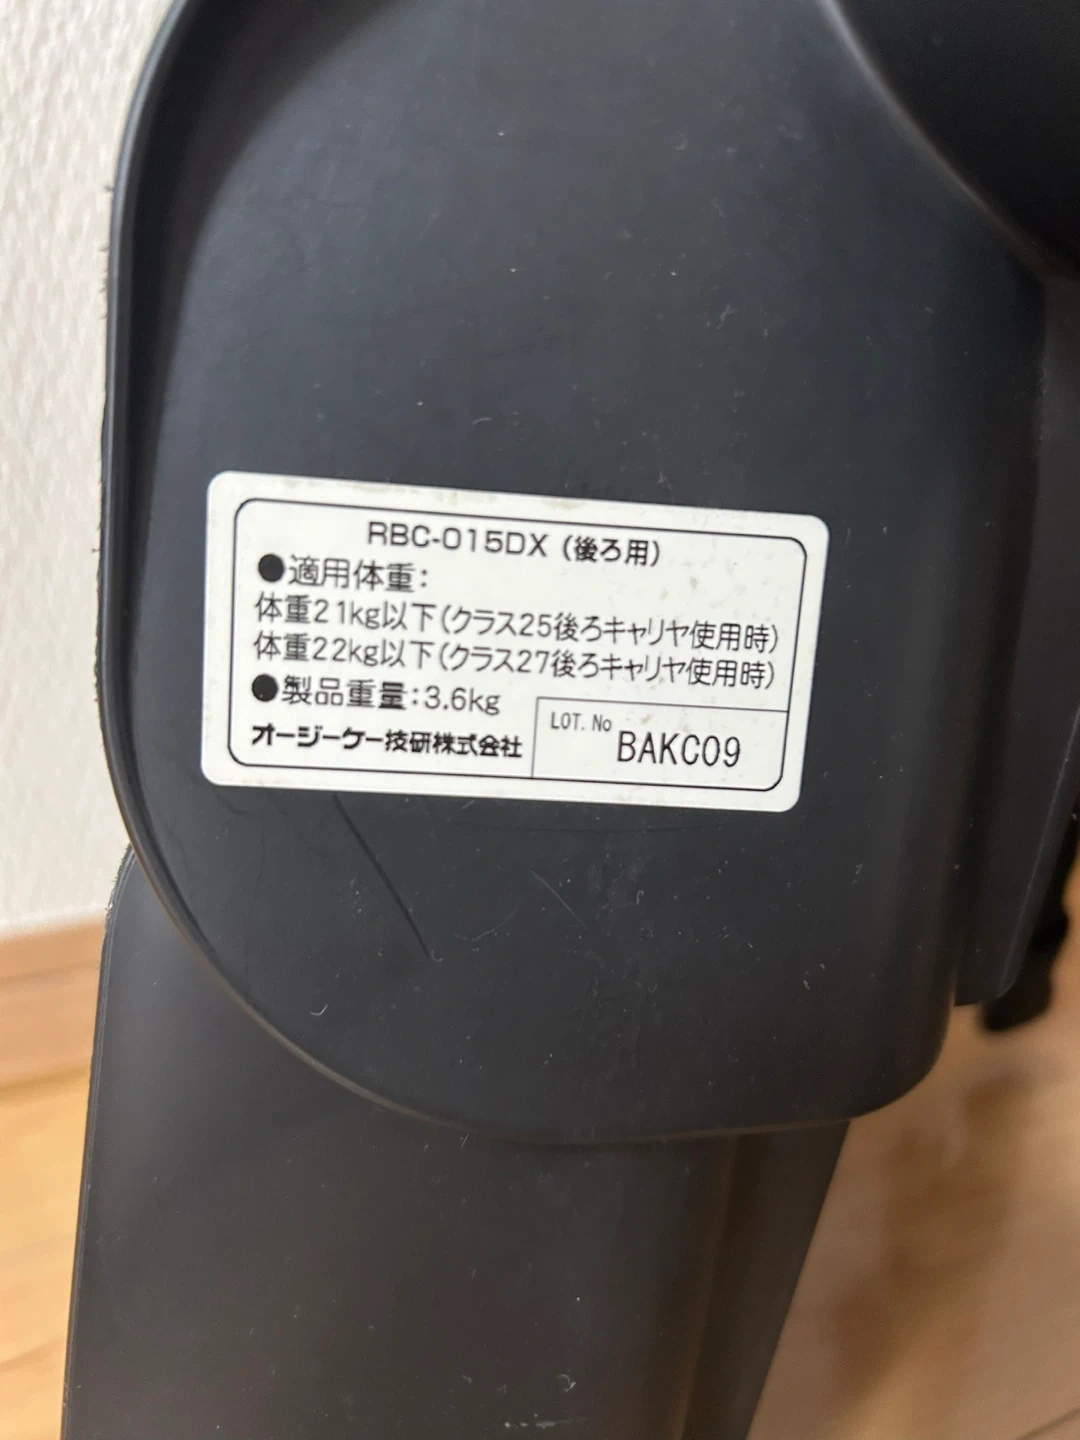 RBC-015DX（後ろ用）
●適用体重：
体重21kg以下（クラス25後ろキャリヤ使用時）
体重22kg以下（クラス27後ろキャリヤ使用時）
●製品重量：3.6kg
オージーケー技研株式会社
LOT. No BAKC09